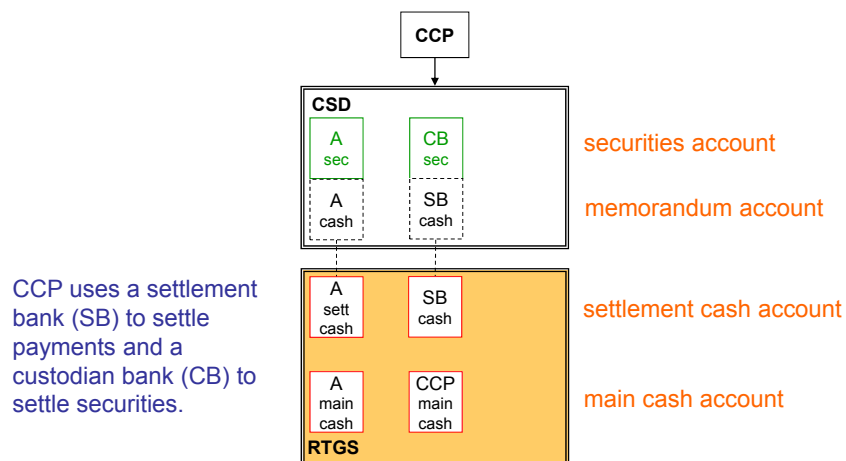 CCP
CSD
A
sec
CB
sec
securities account
A
cash
SB
cash
memorandum account
CCP uses a settlement
bank (SB) to settle
payments and a
custodian bank (CB) to
settle securities.
A
sett
cash
SB
cash
settlement cash account
A
main
cash
CCP
main
cash
main cash account
RTGS